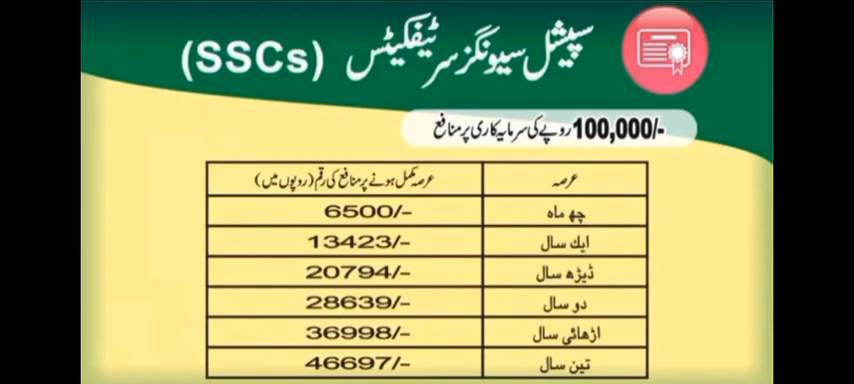 سپیشل سیونگز سرٹیفکیٹس (SSCs)
100,000/- روپے کی سرمایہ کاری پر منافع
عرصہ عرصہ مکمل ہونے پر منافع کی رقم (روپوں میں)
چھ ماہ 6500/-
ایک سال 13423/-
ڈیڑھ سال 20794/-
دو سال 28639/-
اڑھائی سال 36998/-
تین سال 46697/-